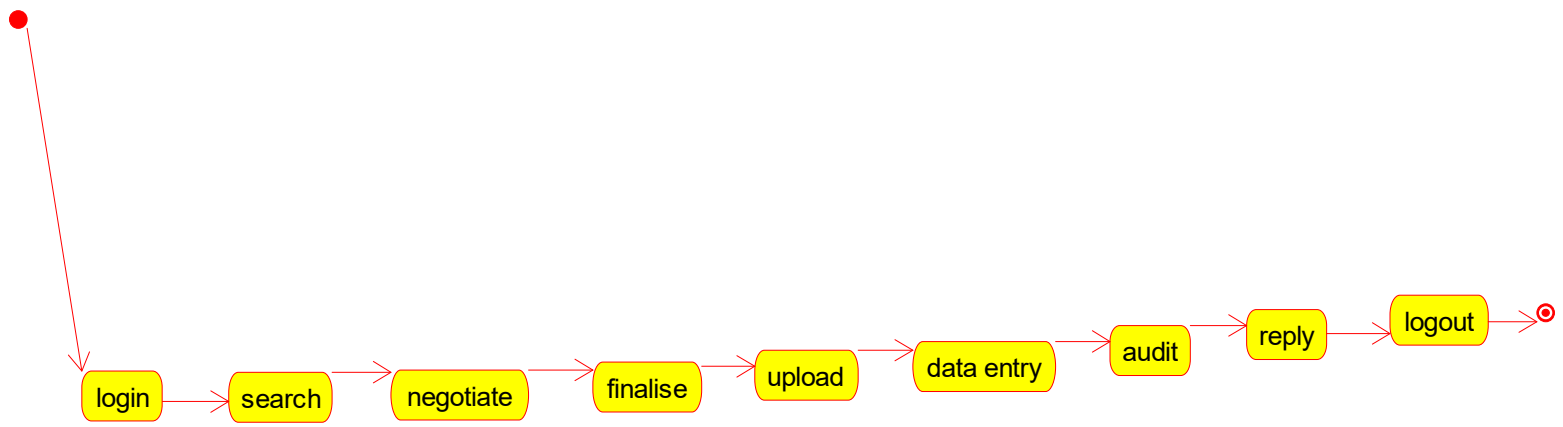 login
search
negotiate
finalise
upload
data entry
audit
reply
logout